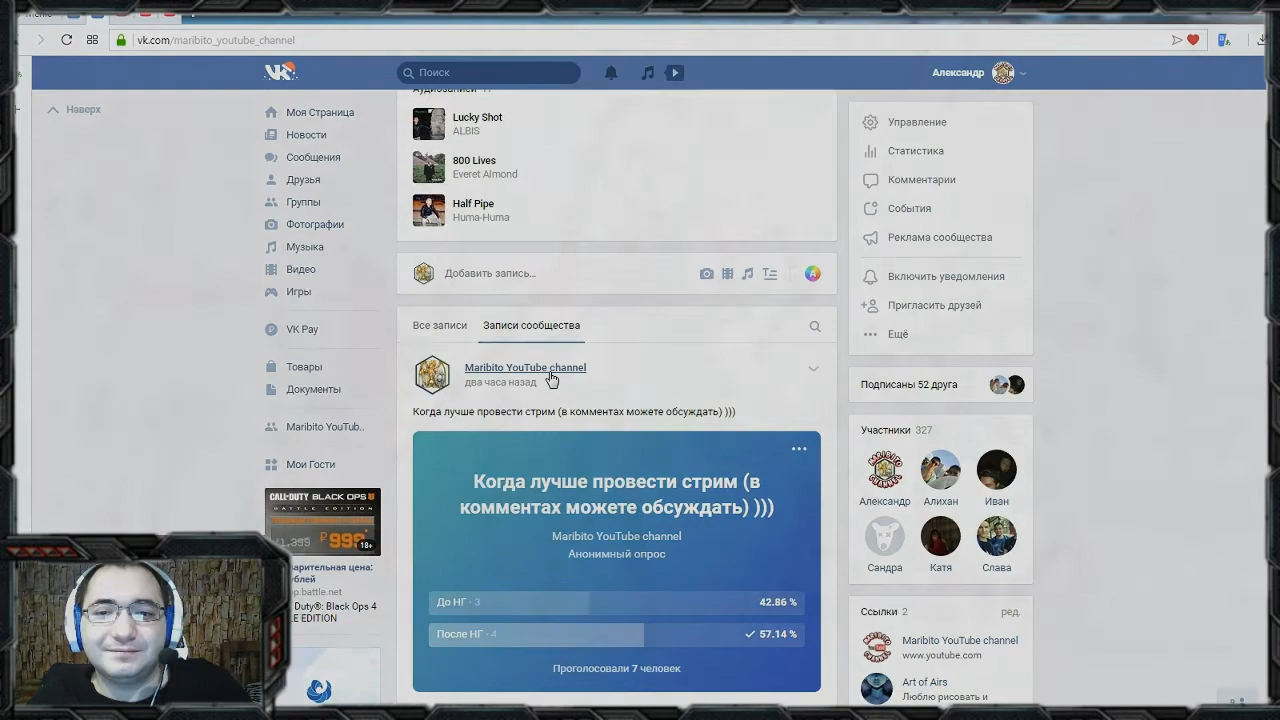 vk.com/maribito_youtube_channel
Поиск
Александр
Наверх
Моя Страница
Новости
Сообщения
Друзья
Группы
Фотографии
Музыка
Видео
Игры
VK Pay
Товары
Документы
Maribito YouTub..
Мои Гости
CALL·DUTY BLACK OPS
BATTLE EDITION
1,399 ₽999
18+
Duty®: Black Ops 4
Аудиозаписи
Lucky Shot
ALBIS
800 Lives
Everet Almond
Half Pipe
Huma-Huma
Добавить запись...
Все записи Записи сообщества
Maribito YouTube channel
два часа назад
Когда лучше провести стрим (в комментах можете обсуждать) )))
Когда лучше провести стрим (в
комментах можете обсуждать) )))
Maribito YouTube channel
Анонимный опрос
До НГ · 3 42.86 %
После НГ · 4 57.14 %
Проголосовали 7 человек
Управление
Статистика
Комментарии
События
Реклама сообщества
Включить уведомления
Пригласить друзей
Ещё
Подписаны 52 друга
Участники 327
Александр Алихан Иван
Сандра Катя Слава
Ссылки 2 ред.
Maribito YouTube channel
www.youtube.com
Art of Airs
Люблю рисовать и